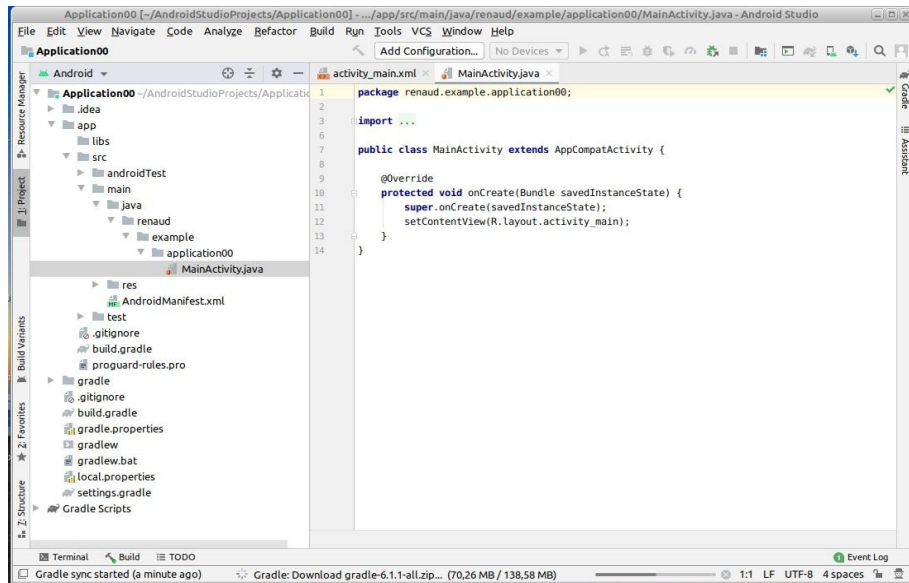 Application00 [~/AndroidStudioProjects/Application00] - .../app/src/main/java/renaud/example/application00/MainActivity.java - Android Studio
File Edit View Navigate Code Analyze Refactor Build Run Tools VCS Window Help
Application00 Add Configuration... No Devices
Android activity_main.xml MainActivity.java
Resource Manager
1: Project
Build Variants
2: Favorites
7: Structure
Application00 ~/AndroidStudioProjects/Applicatio
.idea
app
libs
src
androidTest
main
java
renaud
example
application00
MainActivity.java
res
AndroidManifest.xml
test
.gitignore
build.gradle
proguard-rules.pro
gradle
.gitignore
build.gradle
gradle.properties
gradlew
gradlew.bat
local.properties
settings.gradle
Gradle Scripts
1 package renaud.example.application00;
2
3 import ...
6
7 public class MainActivity extends AppCompatActivity {
8
9 @Override
10 protected void onCreate(Bundle savedInstanceState) {
11 super.onCreate(savedInstanceState);
12 setContentView(R.layout.activity_main);
13 }
14 }
Gradle
Assistant
Terminal Build TODO 1 Event Log
Gradle sync started (a minute ago) Gradle: Download gradle-6.1.1-all.zip... (70,26 MB / 138,58 MB) 1:1 LF UTF-8 4 spaces